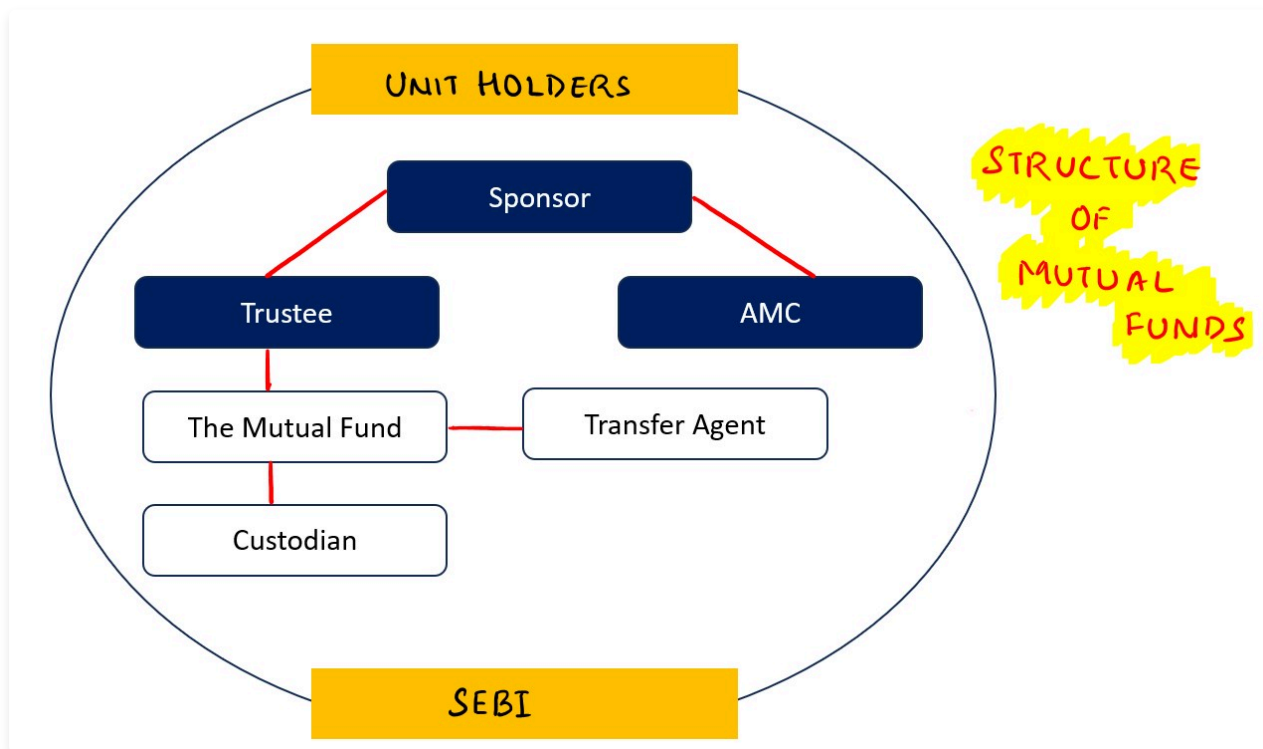 UNIT HOLDERS
Sponsor
STRUCTURE
OF
MUTUAL
FUNDS
Trustee
AMC
The Mutual Fund
Transfer Agent
Custodian
SEBI